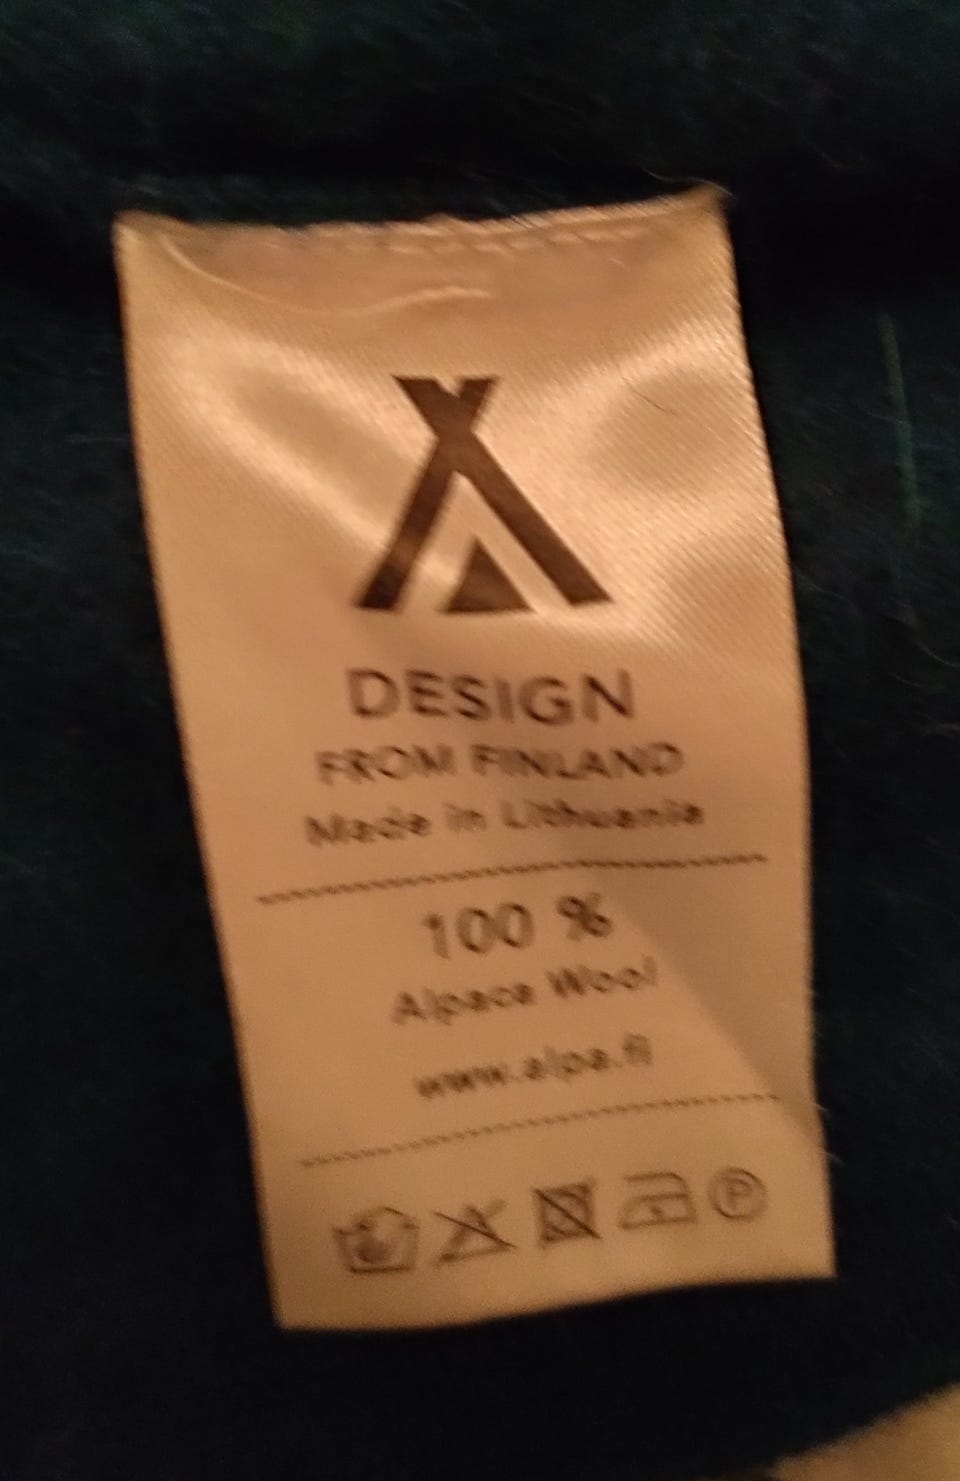 DESIGN
FROM FINLAND
Made in Lithuania
100 %
Alpaca Wool
www.alpa.fi
P